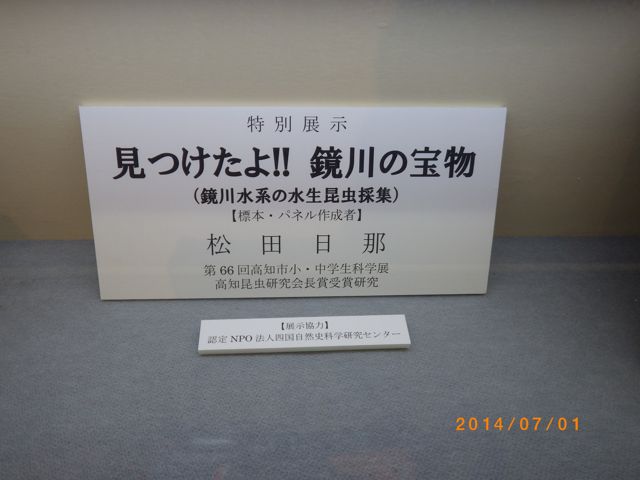 特別展示
見つけたよ!! 鏡川の宝物
(鏡川水系の水生昆虫採集)
【標本・パネル作成者】
松田日那
第66回高知市小・中学生科学展
高知昆虫研究会長賞受賞研究
【展示協力】
認定 NPO 法人四国自然史科学研究センター
2014/07/01